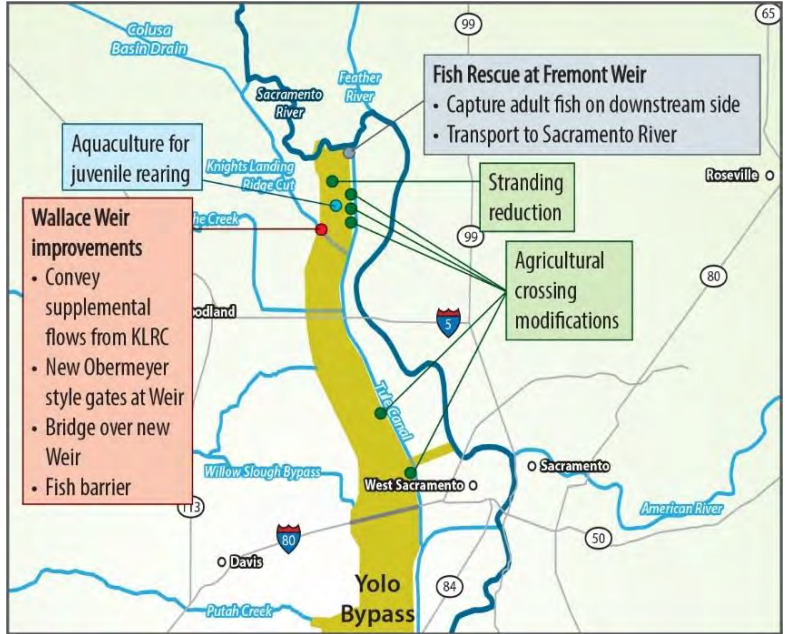 Colusa
Basin Drain
99
65
Feather
River
Sacramento
River
Fish Rescue at Fremont Weir
• Capture adult fish on downstream side
• Transport to Sacramento River
Aquaculture for
juvenile rearing
Knights Landing
Ridge Cut
Stranding
reduction
Roseville
Wallace Weir
improvements
• Convey
supplemental
flows from KLRC
• New Obermeyer
style gates at Weir
• Bridge over new
Weir
• Fish barrier
he Creek
99
Agricultural
crossing
modifications
80
odland
5
Tule Canal
Willow Slough Bypass
West Sacramento
Sacramento
American River
113
80
50
Davis
Yolo
Bypass
84
Putah Creek